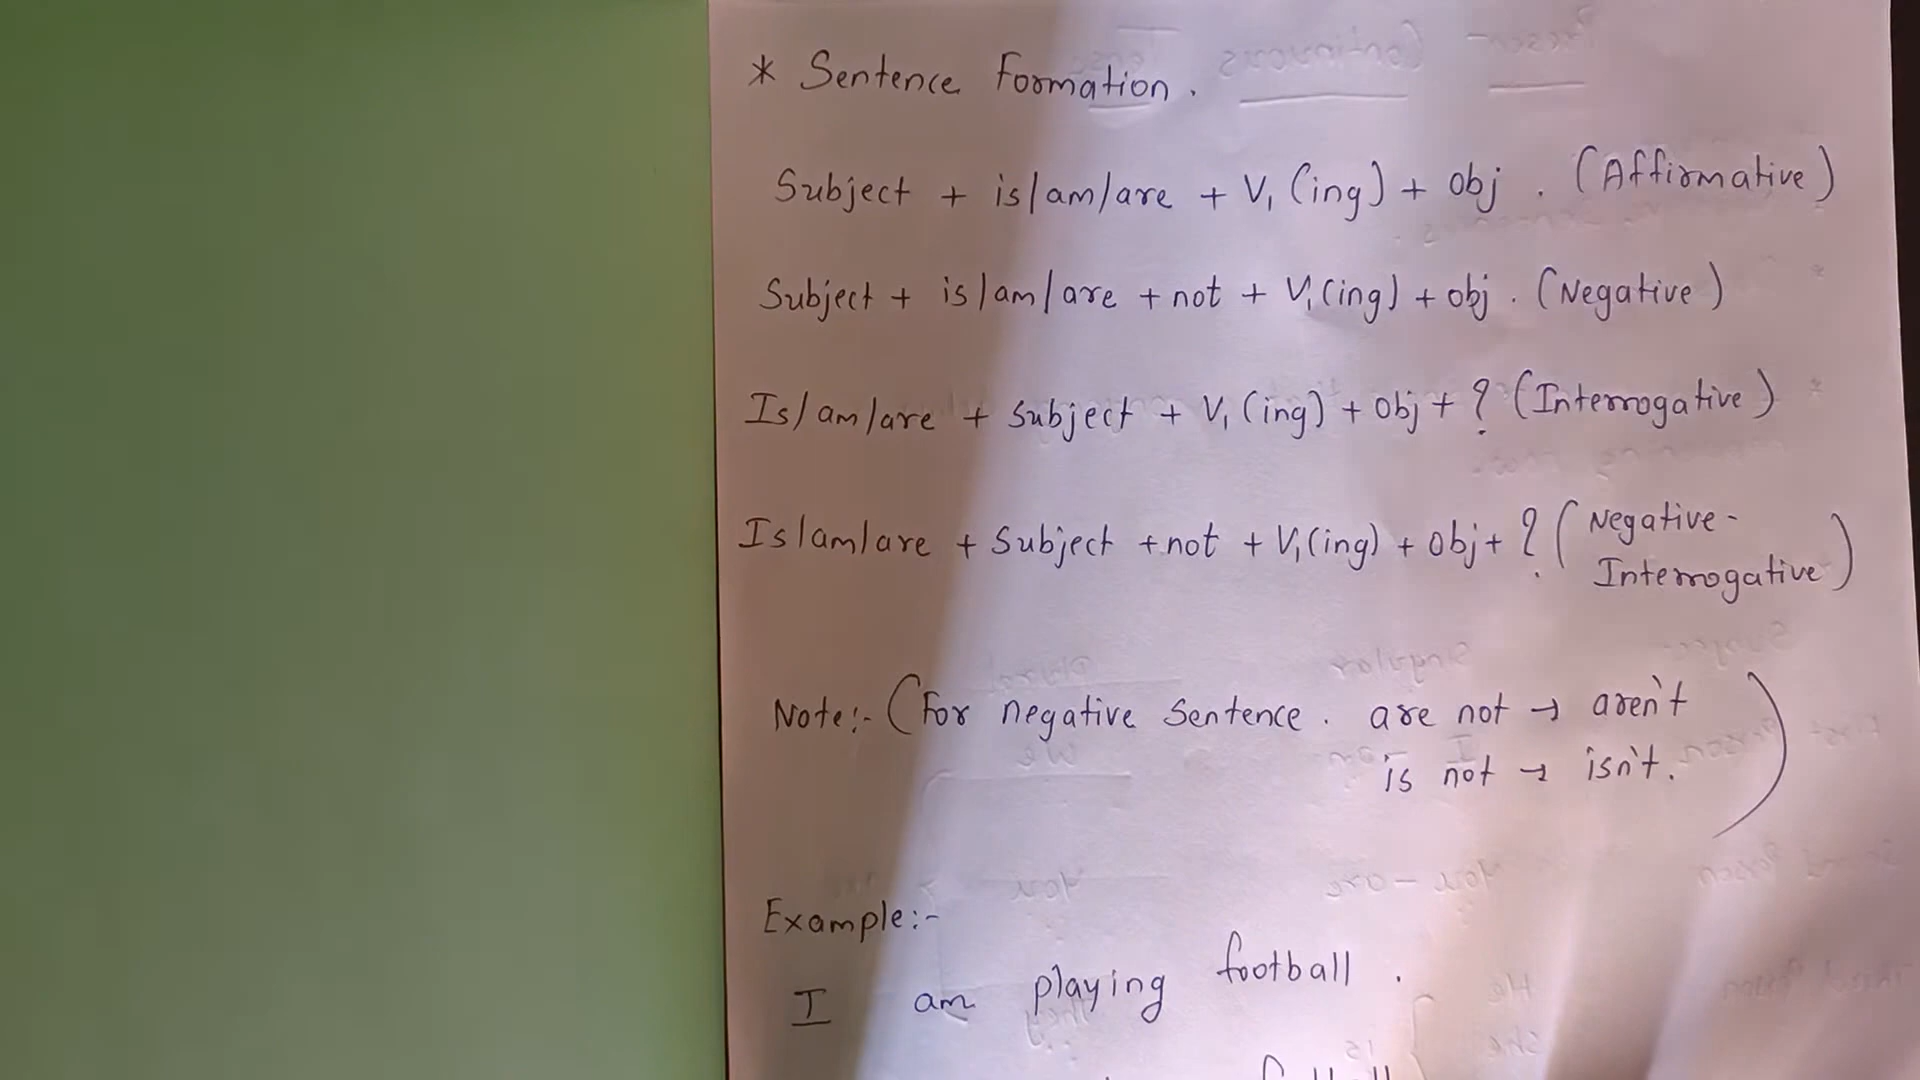 * Sentence Formation.
Subject + is/am/are + V₁(ing) + Obj. (Affirmative)
Subject + is/am/are + not + V₁(ing) + obj. (Negative)
Is/am/are + Subject + V₁(ing) + Obj + ? (Interrogative)
Is/am/are + Subject + not + V₁(ing) + Obj + ? (Negative-
Interrogative)
Note:- (For negative Sentence. are not → aren't
is not → isn't.)
Example:-
I am playing football.